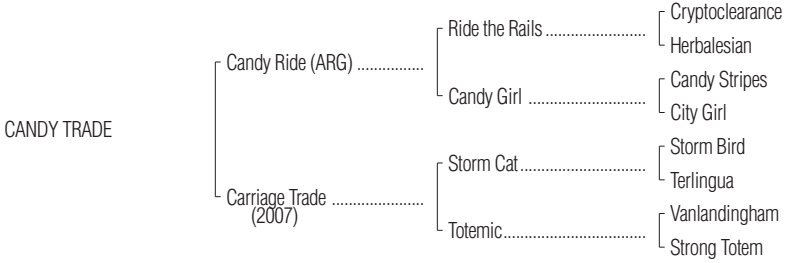 Cryptoclearance
Ride the Rails ........................
Herbalesian
Candy Ride (ARG) ................
Candy Stripes
Candy Girl ............................
City Girl
CANDY TRADE
Storm Bird
Storm Cat..............................
Terlingua
Carriage Trade ......................
(2007)
Vanlandingham
Totemic..................................
Strong Totem